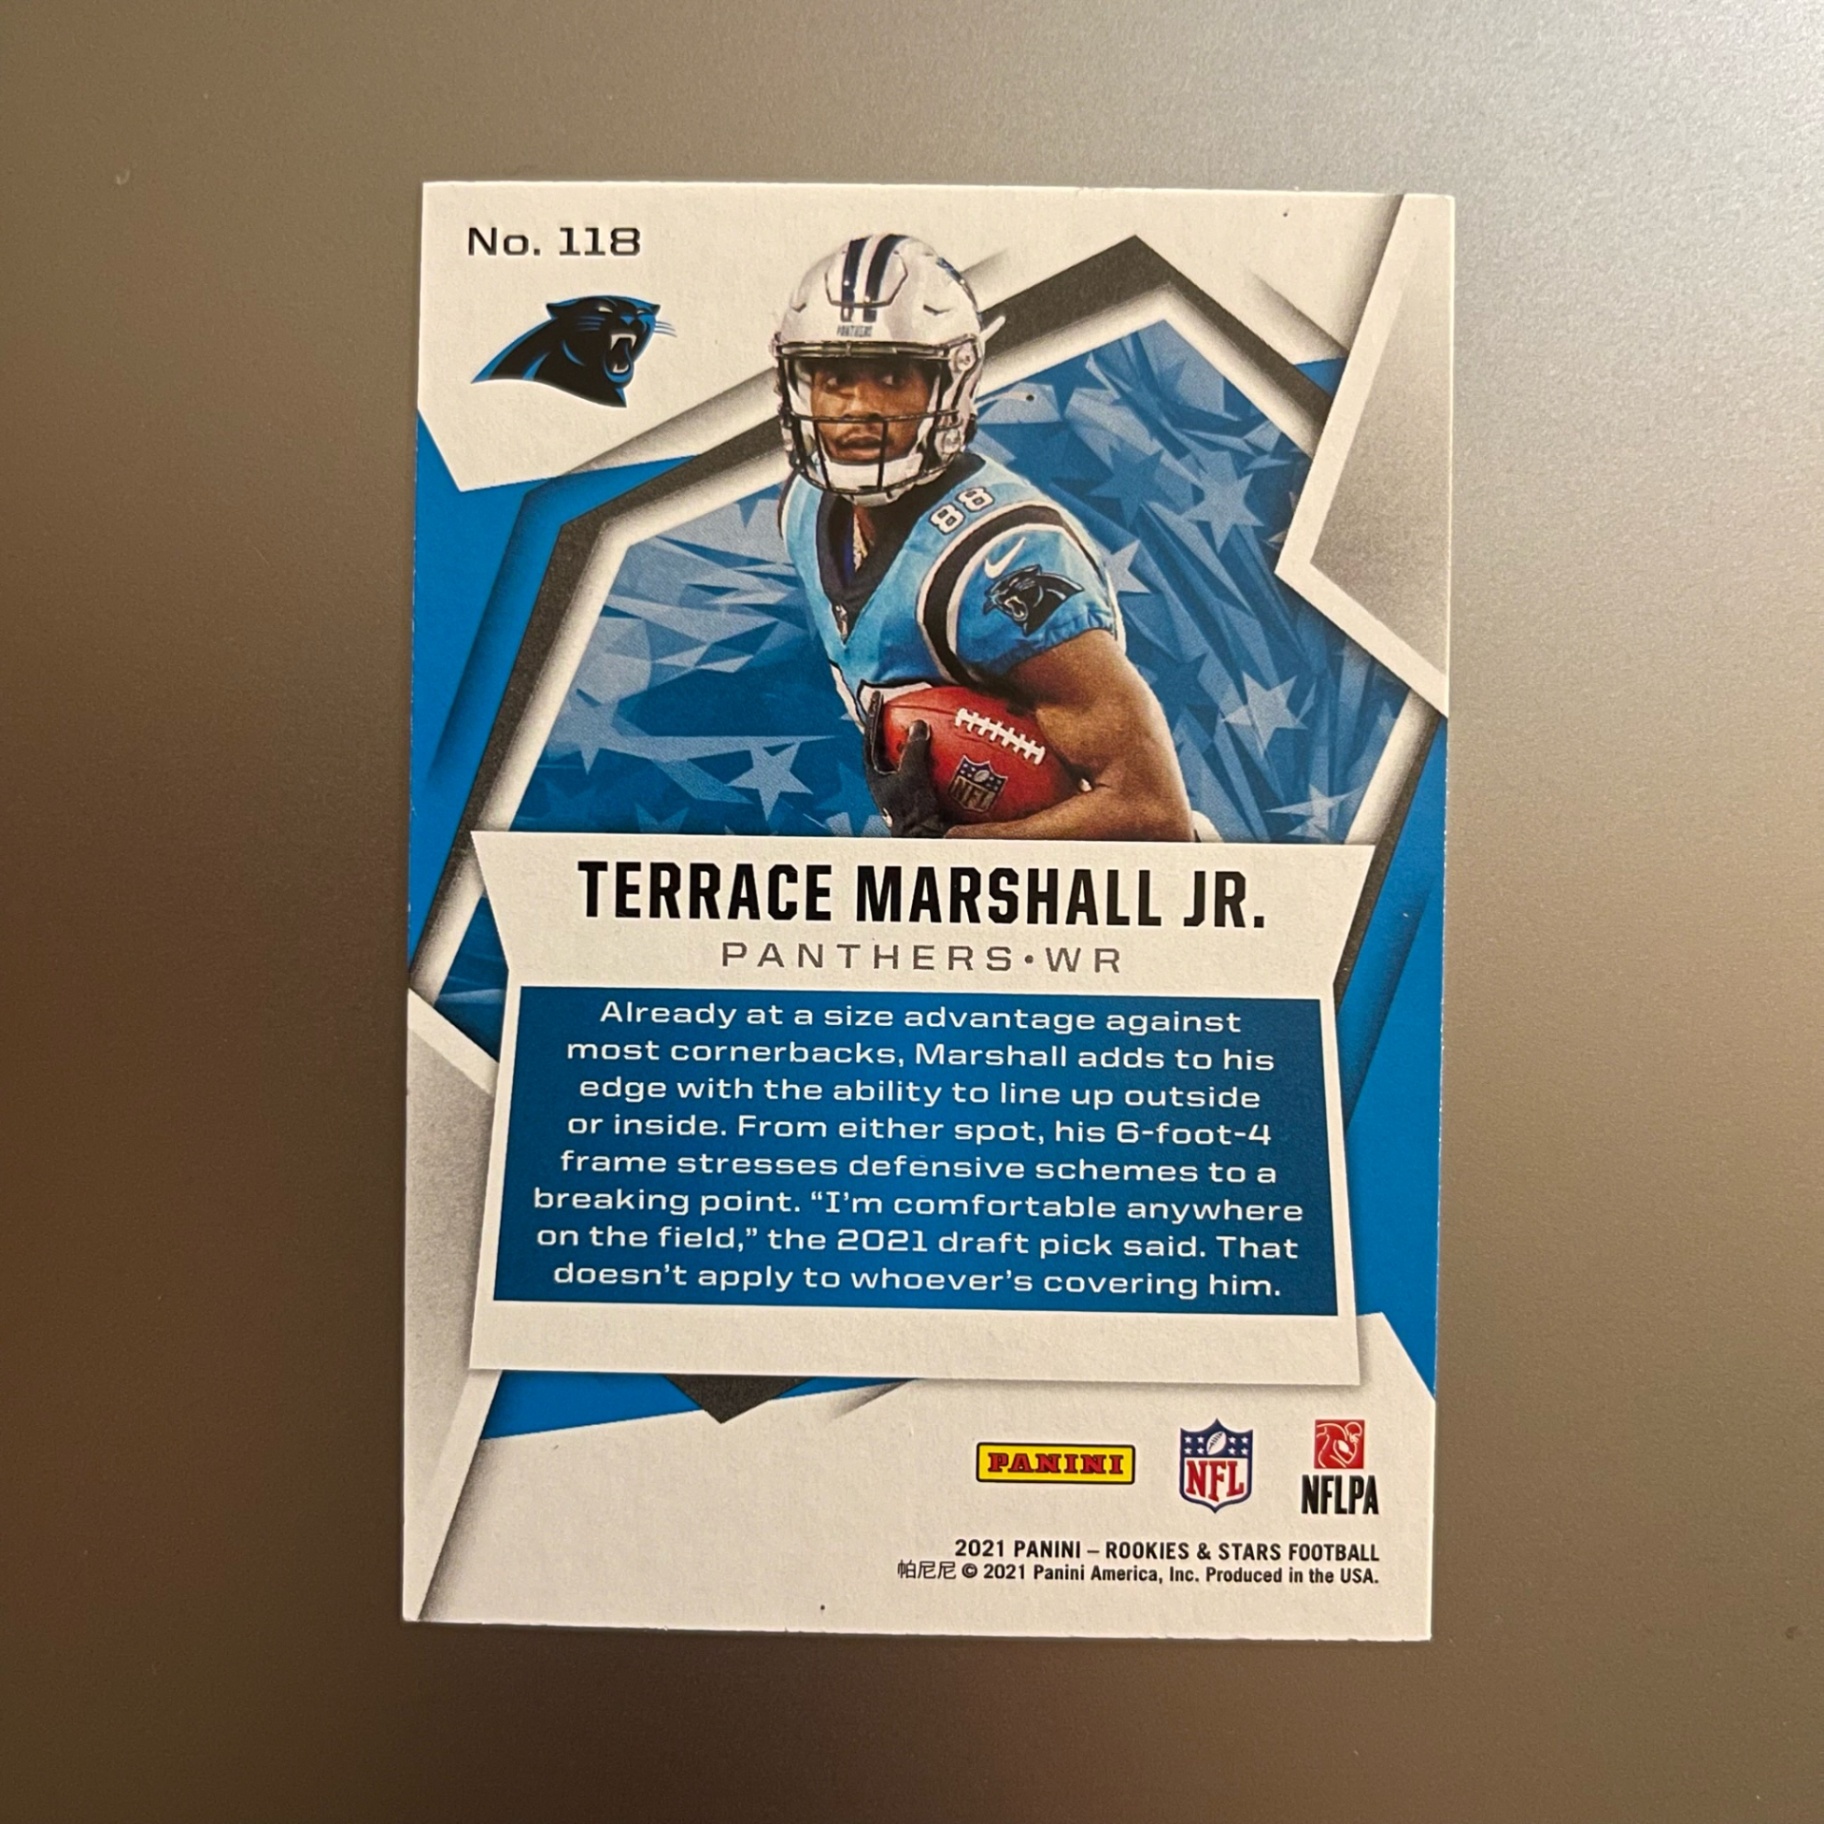 No. 118
PANTHERS
88
NFL
TERRACE MARSHALL JR.
PANTHERS•WR
Already at a size advantage against
most cornerbacks, Marshall adds to his
edge with the ability to line up outside
or inside. From either spot, his 6-foot-4
frame stresses defensive schemes to a
breaking point. “I’m comfortable anywhere
on the field,” the 2021 draft pick said. That
doesn’t apply to whoever’s covering him.
PANINI
NFL
NFLPA
2021 PANINI – ROOKIES & STARS FOOTBALL
帕尼尼 © 2021 Panini America, Inc. Produced in the USA.